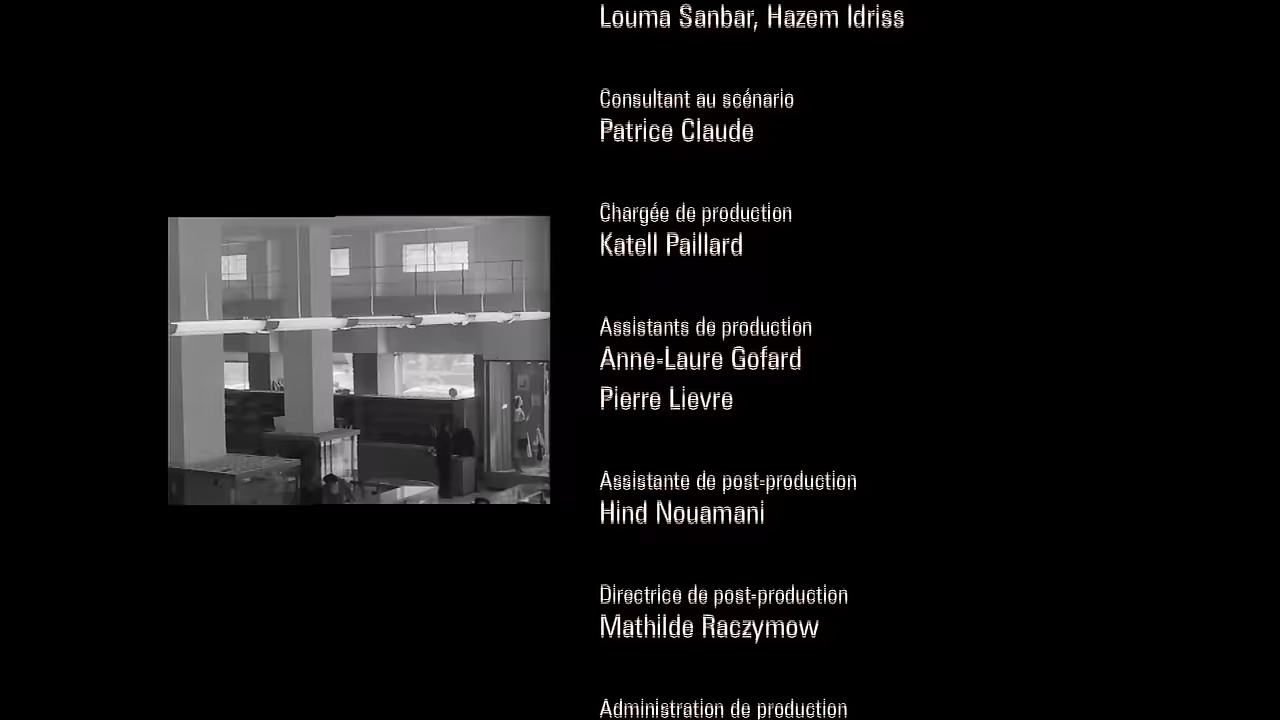 Louma Sanbar, Hazem Idriss
Consultant au scénario
Patrice Claude
Chargée de production
Katell Paillard
Assistants de production
Anne-Laure Gofard
Pierre Lievre
Assistante de post-production
Hind Nouamani
Directrice de post-production
Mathilde Raczymow
Administration de production